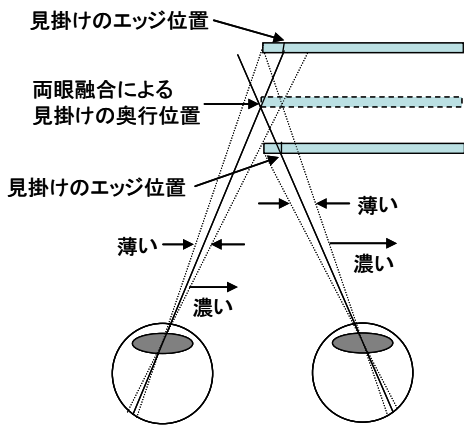 見掛けのエッジ位置
両眼融合による
見掛けの奥行位置
見掛けのエッジ位置
薄い
薄い
濃い
濃い